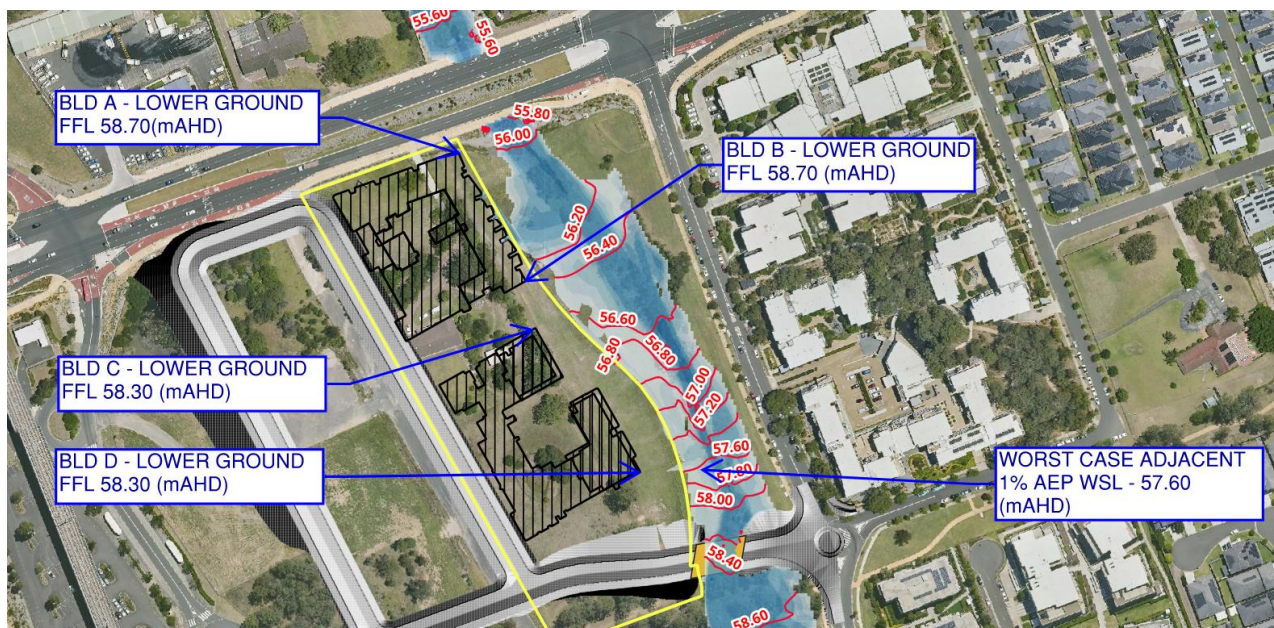 55.60
55.60
BLD A - LOWER GROUND
FFL 58.70(mAHD)
55.80
56.00
BLD B - LOWER GROUND
FFL 58.70 (mAHD)
56.20
56.40
56.60
56.80
56.80
BLD C - LOWER GROUND
FFL 58.30 (mAHD)
57.00
57.20
57.60
BLD D - LOWER GROUND
FFL 58.30 (mAHD)
57.80
WORST CASE ADJACENT
1% AEP WSL - 57.60
(mAHD)
58.00
58.40
58.60